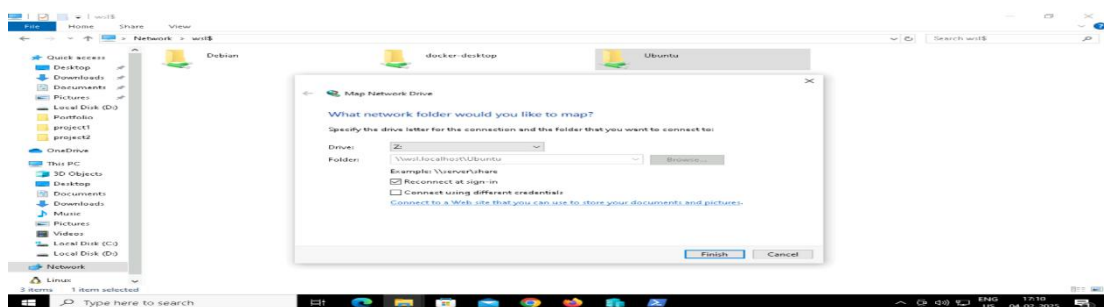 wsl$
File Home Share View
Network > wsl$
Search wsl$
Quick access
Desktop
Downloads
Documents
Pictures
Local Disk (D:)
Portfolio
project1
project2
OneDrive
This PC
3D Objects
Desktop
Documents
Downloads
Music
Pictures
Videos
Local Disk (C:)
Local Disk (D:)
Network
Linux
Debian docker-desktop Ubuntu
Map Network Drive
What network folder would you like to map?
Specify the drive letter for the connection and the folder that you want to connect to:
Drive: Z:
Folder: \\wsl.localhost\Ubuntu Browse...
Example: \\server\share
Reconnect at sign-in
Connect using different credentials
Connect to a Web site that you can use to store your documents and pictures.
Finish Cancel
3 items 1 item selected
Type here to search
ENG 17:10
US 04-02-2025